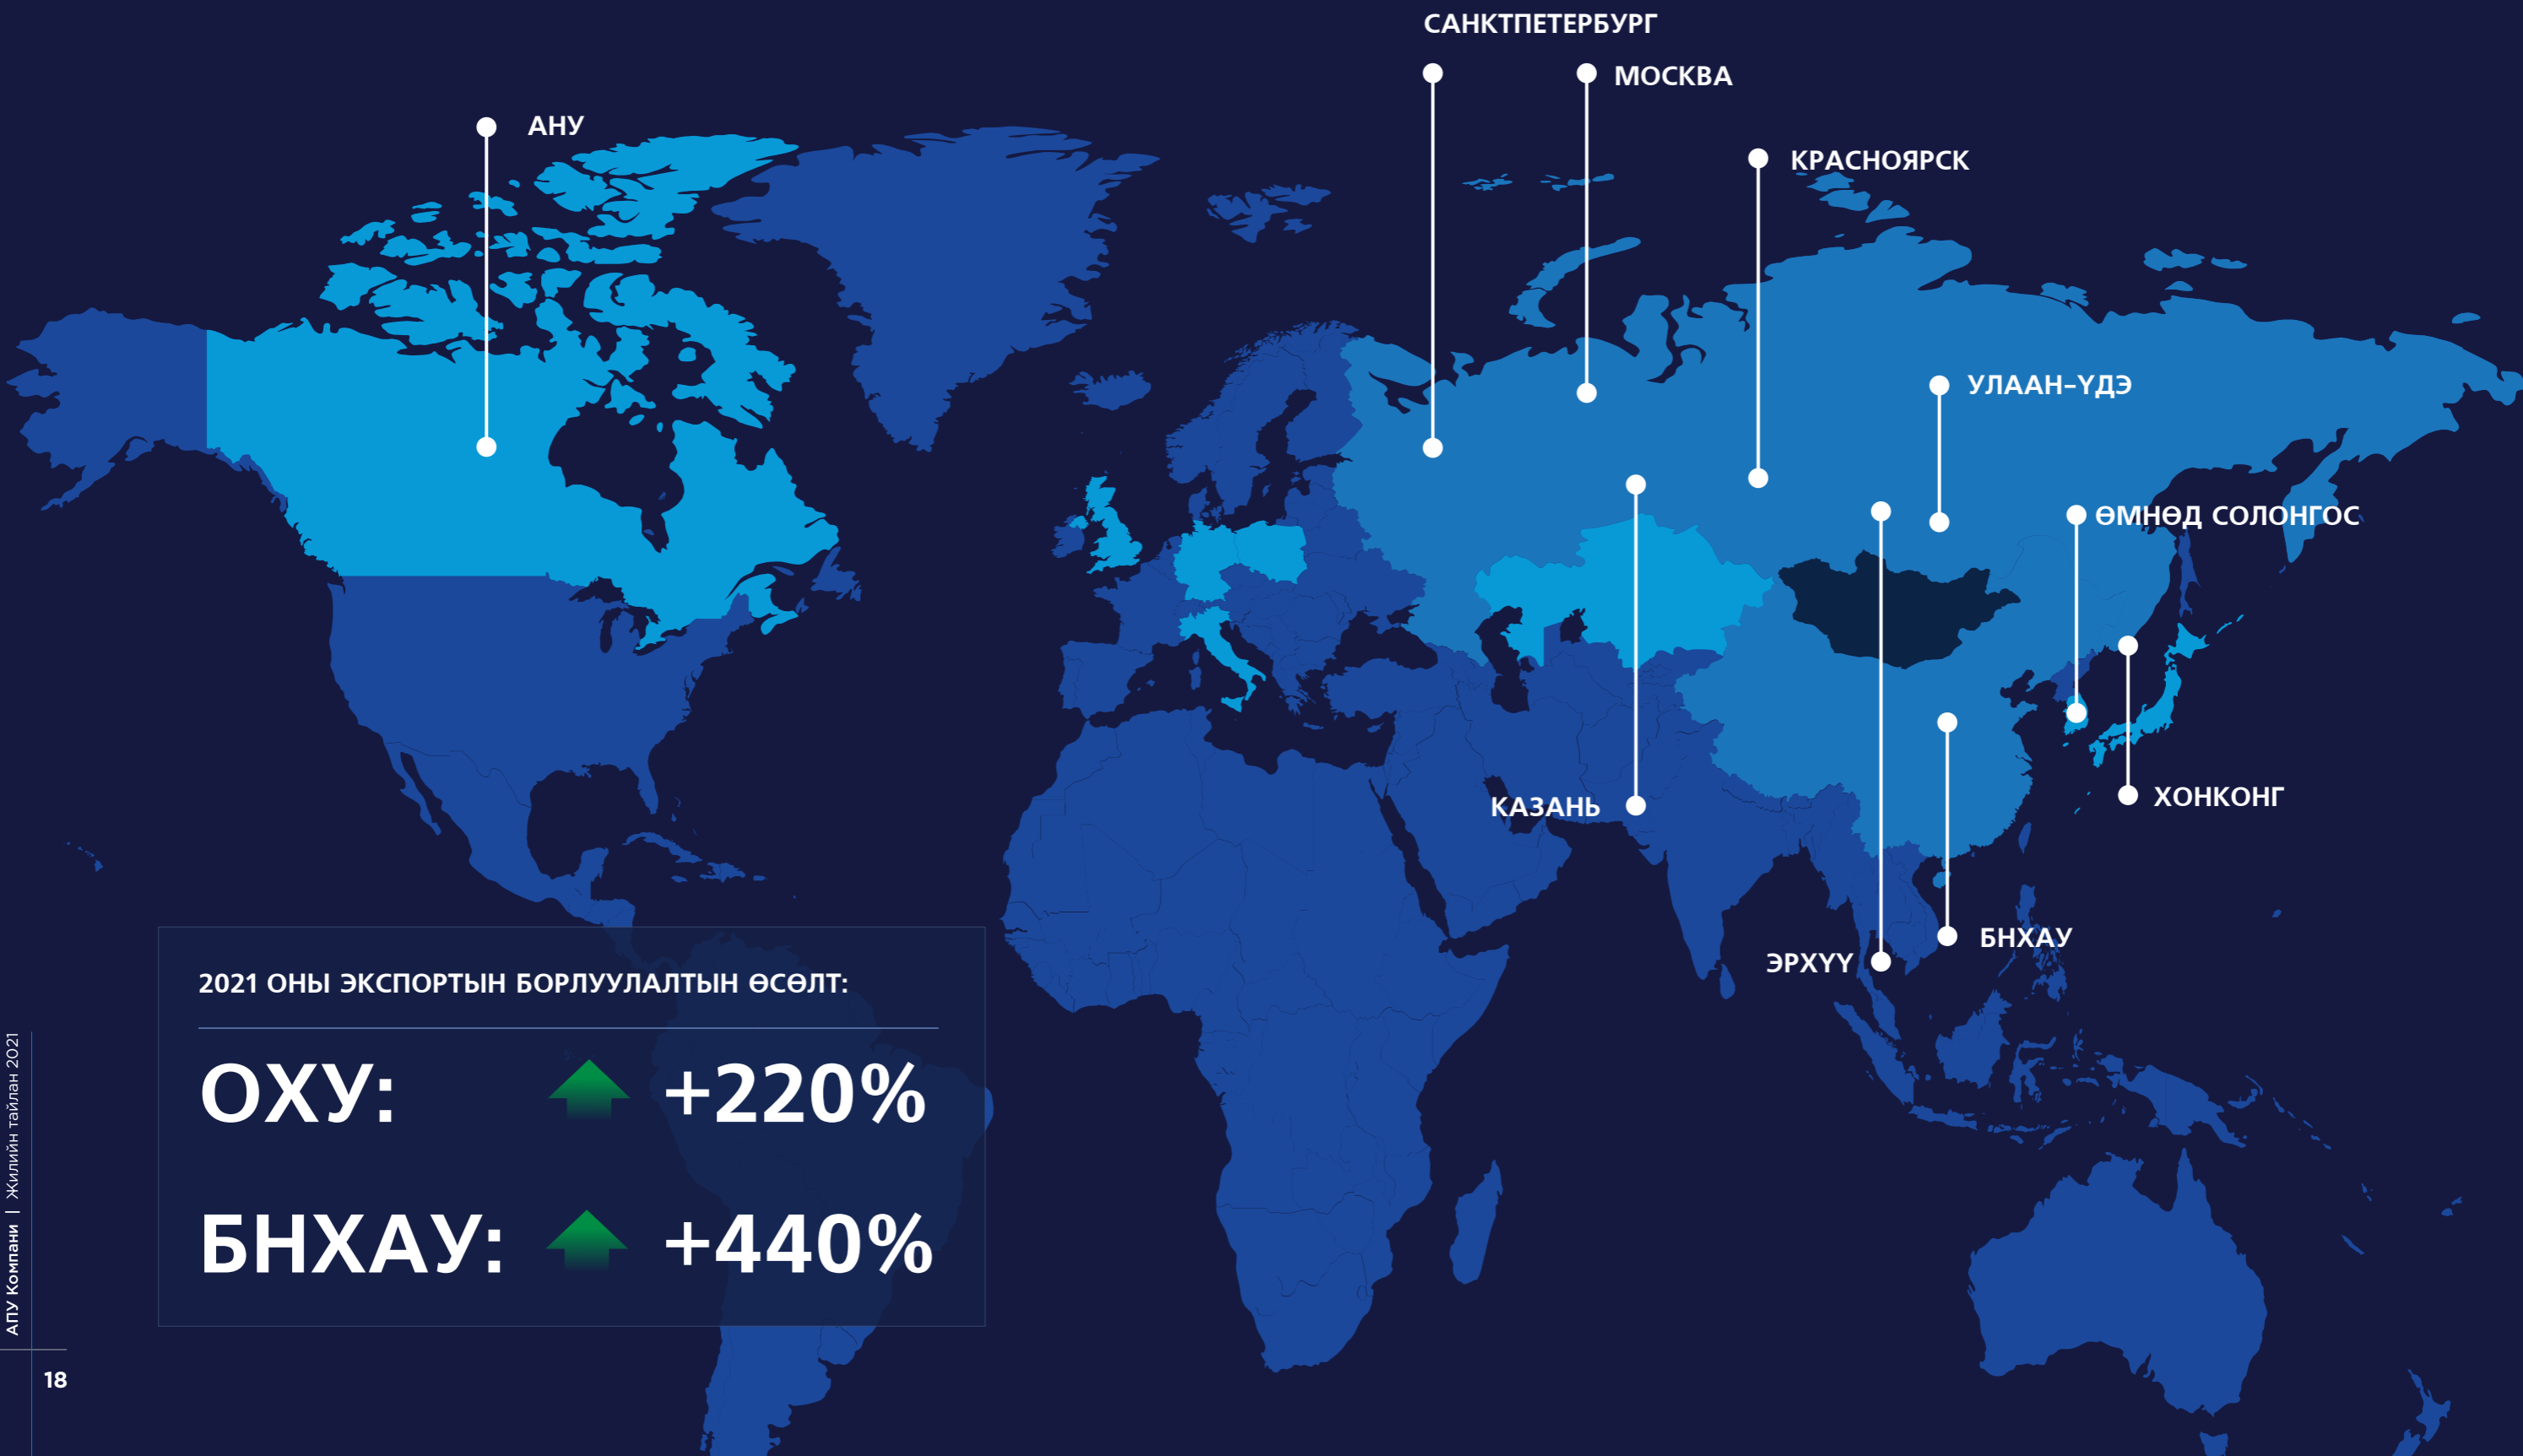 САНКТПЕТЕРБУРГ
МОСКВА
АНУ
КРАСНОЯРСК
УЛААН-ҮДЭ
ӨМНӨД СОЛОНГОС
ХОНКОНГ
КАЗАНЬ
БНХАУ
ЭРХҮҮ
2021 ОНЫ ЭКСПОРТЫН БОРЛУУЛАЛТЫН ӨСӨЛТ:
ОХУ: +220%
БНХАУ: +440%
АПУ Компани | Жилийн тайлан 2021
18